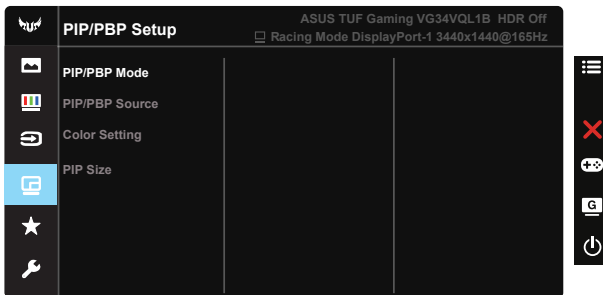 ASUS TUF Gaming VG34VQL1B HDR Off
PIP/PBP Setup
Racing Mode DisplayPort-1 3440x1440@165Hz
PIP/PBP Mode
PIP/PBP Source
Color Setting
PIP Size
G